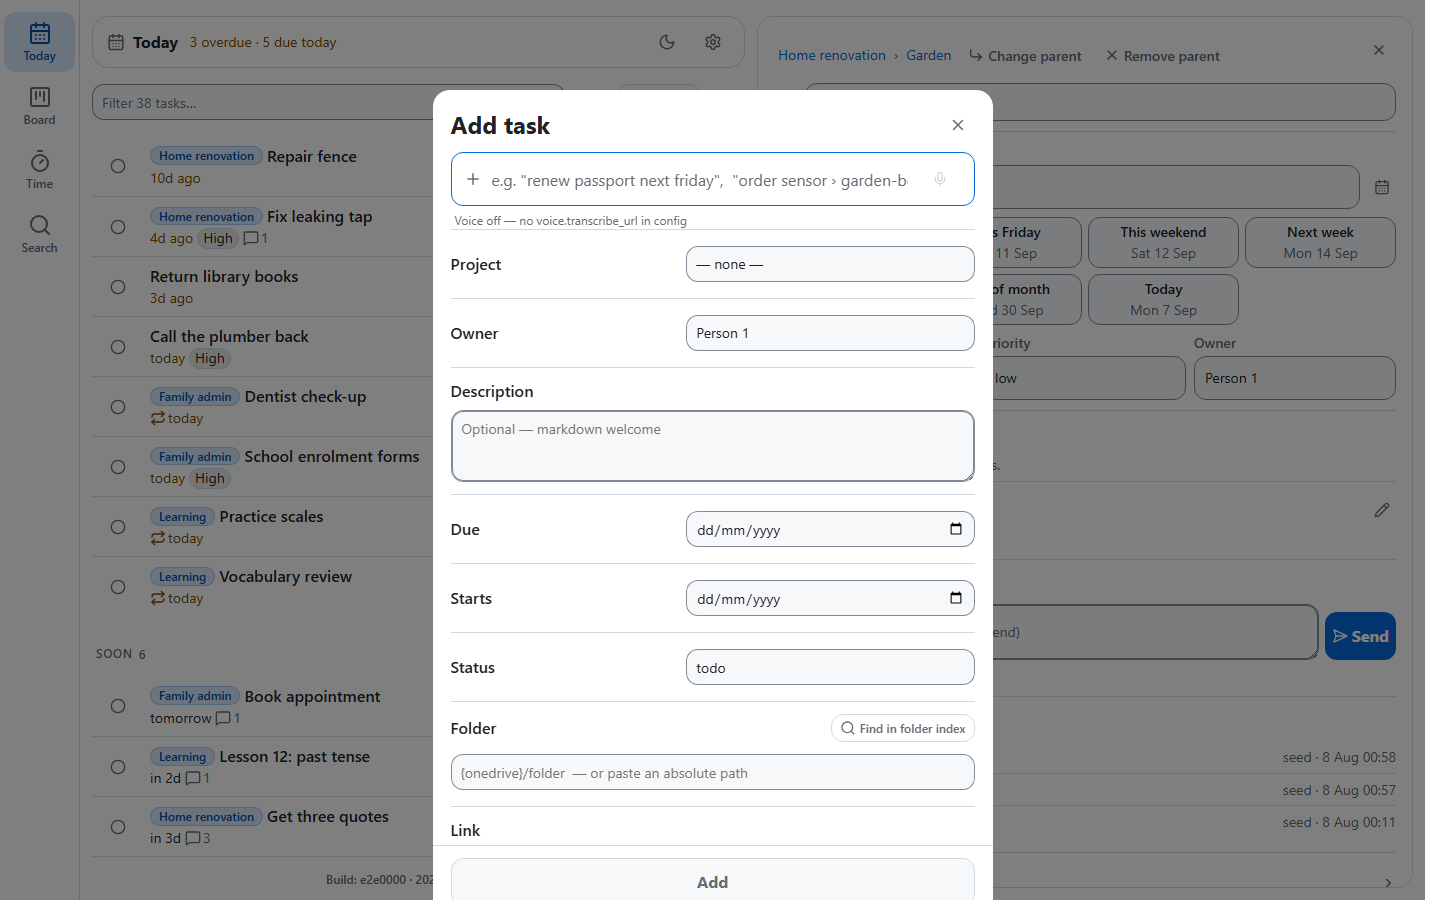 Today
Board
Time
Search
Today 3 overdue · 5 due today
Filter 38 tasks...
Home renovation Repair fence
10d ago
Home renovation Fix leaking tap
4d ago High 1
Return library books
3d ago
Call the plumber back
today High
Family admin Dentist check-up
today
Family admin School enrolment forms
today High
Learning Practice scales
today
Learning Vocabulary review
today
SOON 6
Family admin Book appointment
tomorrow 1
Learning Lesson 12: past tense
in 2d 1
Home renovation Get three quotes
in 3d 3
Build: e2e0000 · 202
Add task
e.g. "renew passport next friday", "order sensor › garden-b
Voice off — no voice.transcribe_url in config
Project
— none —
Owner
Person 1
Description
Optional — markdown welcome
Due
dd/mm/yyyy
Starts
dd/mm/yyyy
Status
todo
Folder
Find in folder index
{onedrive}/folder — or paste an absolute path
Link
Add
Home renovation › Garden Change parent Remove parent
s Friday
11 Sep
This weekend
Sat 12 Sep
Next week
Mon 14 Sep
of month
d 30 Sep
Today
Mon 7 Sep
riority
Owner
low
Person 1
s.
end)
Send
seed · 8 Aug 00:58
seed · 8 Aug 00:57
seed · 8 Aug 00:11